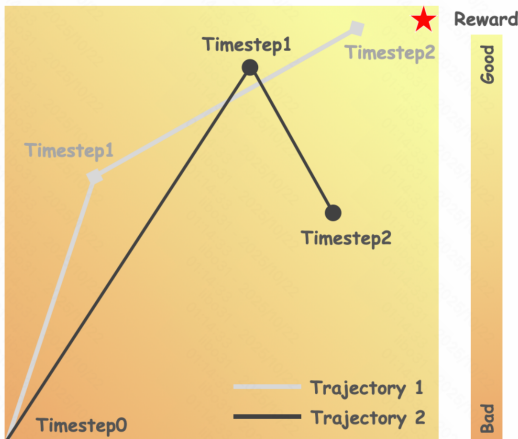 Reward
Timestep1
Timestep2
Good
Timestep1
Timestep2
Trajectory 1
Trajectory 2
Timestep0
Bad